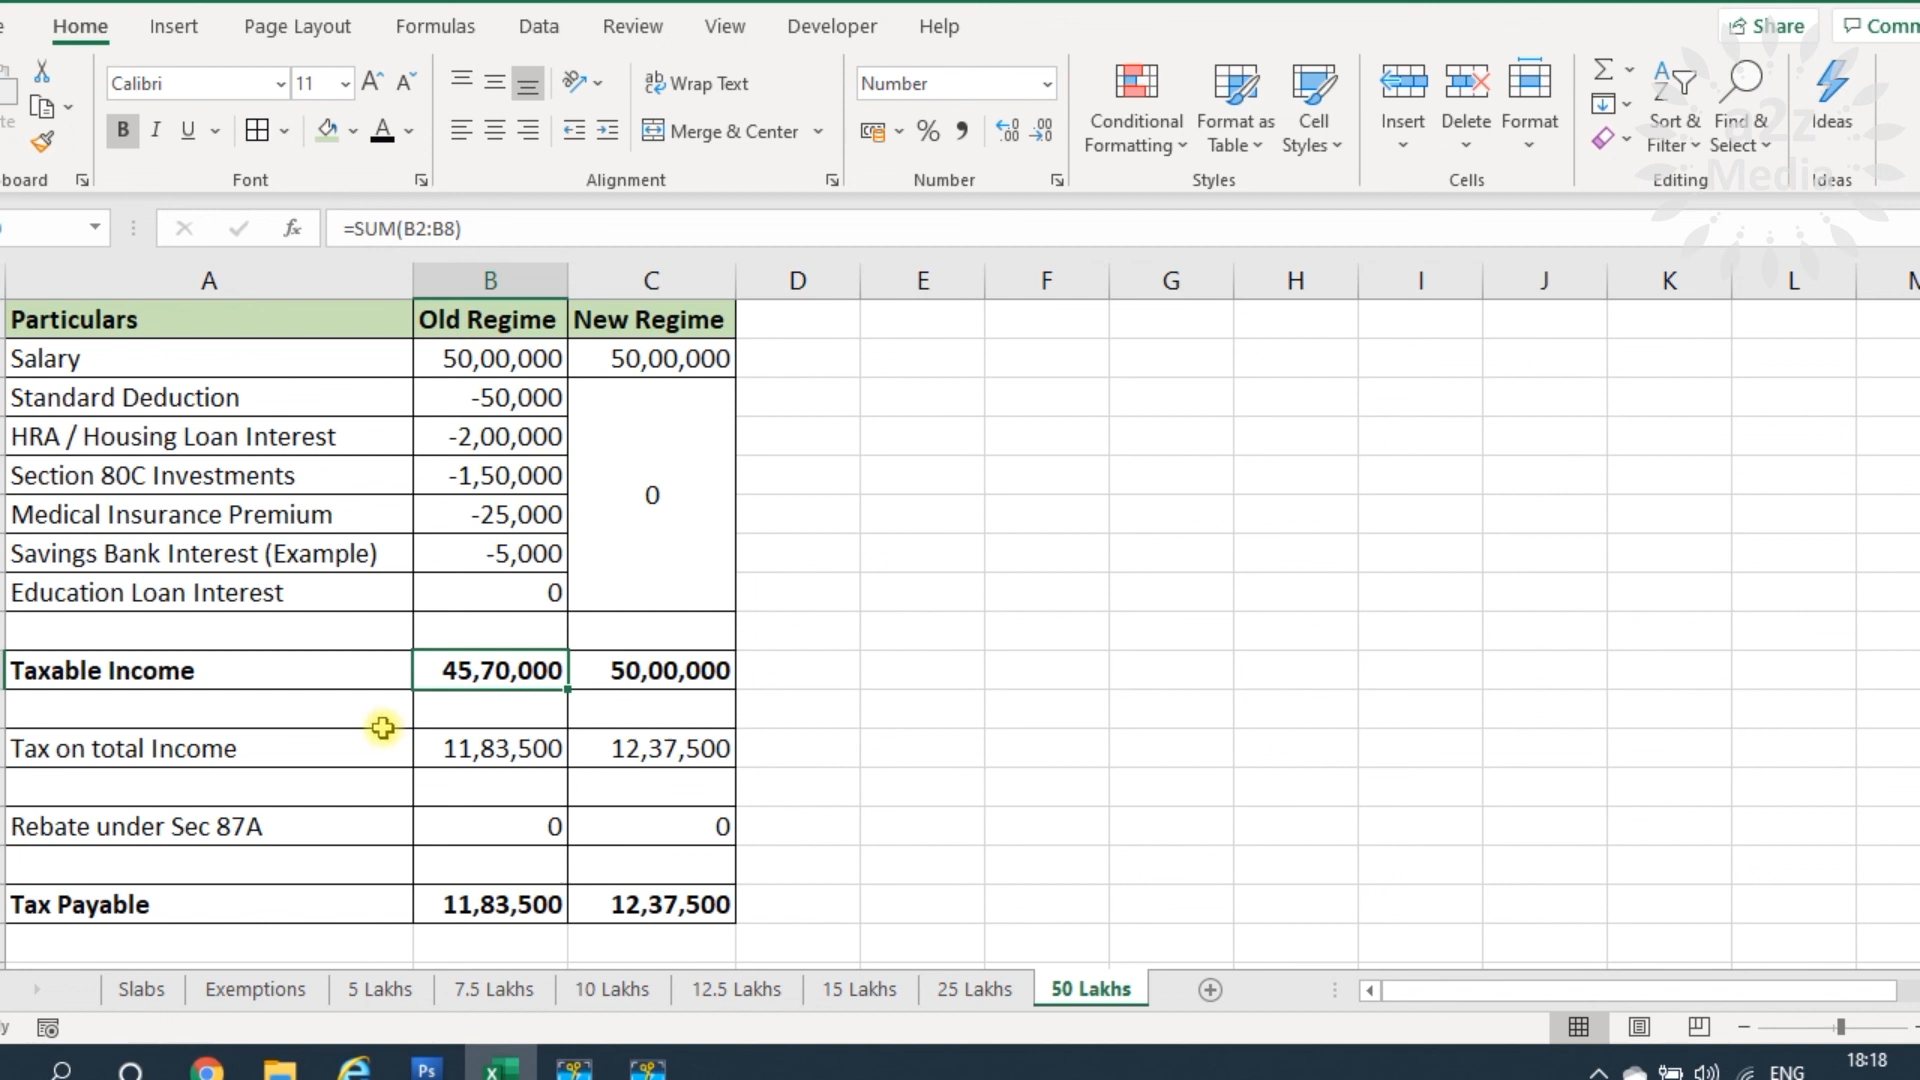 Home Insert Page Layout Formulas Data Review View Developer Help Share Comm
Calibri 11 A A Wrap Text Number
B I U A Merge & Center % Conditional Formatting Format as Table Cell Styles Insert Delete Format Sort & Filter Find & Select Ideas
board Font Alignment Number Styles Cells Editing Ideas
a2z
Media
fx =SUM(B2:B8)
A B C D E F G H I J K L
Particulars Old Regime New Regime
Salary 50,00,000 50,00,000
Standard Deduction -50,000
HRA / Housing Loan Interest -2,00,000
Section 80C Investments -1,50,000
0
Medical Insurance Premium -25,000
Savings Bank Interest (Example) -5,000
Education Loan Interest 0
Taxable Income 45,70,000 50,00,000
Tax on total Income 11,83,500 12,37,500
Rebate under Sec 87A 0 0
Tax Payable 11,83,500 12,37,500
Slabs Exemptions 5 Lakhs 7.5 Lakhs 10 Lakhs 12.5 Lakhs 15 Lakhs 25 Lakhs 50 Lakhs
Ps ENG 18:18